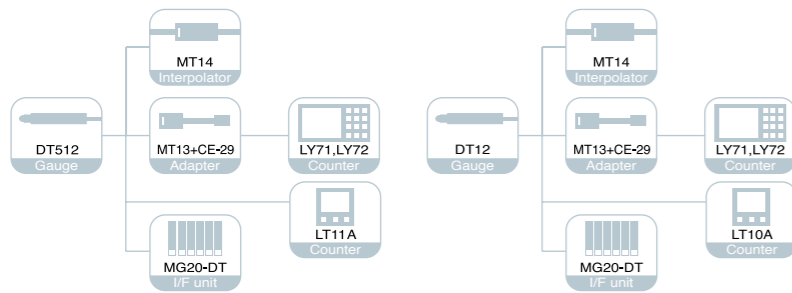 MT14
Interpolator
DT512
Gauge
MT13+CE-29
Adapter
LY71,LY72
Counter
LT11A
Counter
MG20-DT
I/F unit
MT14
Interpolator
DT12
Gauge
MT13+CE-29
Adapter
LY71,LY72
Counter
LT10A
Counter
MG20-DT
I/F unit